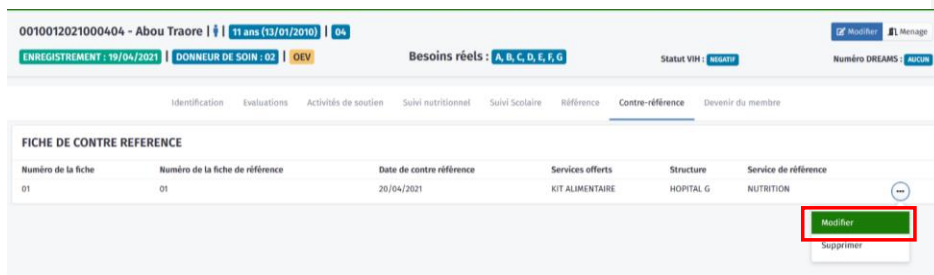 0010012021000404 - Abou Traore | | 11 ans (13/01/2010) | 04
Modifier Menage
ENREGISTREMENT : 19/04/2021 | DONNEUR DE SOIN : 02 | OEV
Besoins réels : A, B, C, D, E, F, G
Statut VIH : NEGATIF
Numéro DREAMS : AUCUN
Identification Evaluations Activités de soutien Suivi nutritionnel Suivi Scolaire Référence Contre-référence Devenir du membre
FICHE DE CONTRE REFERENCE
Numéro de la fiche Numéro de la fiche de référence Date de contre référence Services offerts Structure Service de référence
01 01 20/04/2021 KIT ALIMENTAIRE HOPITAL G NUTRITION
Modifier
Supprimer